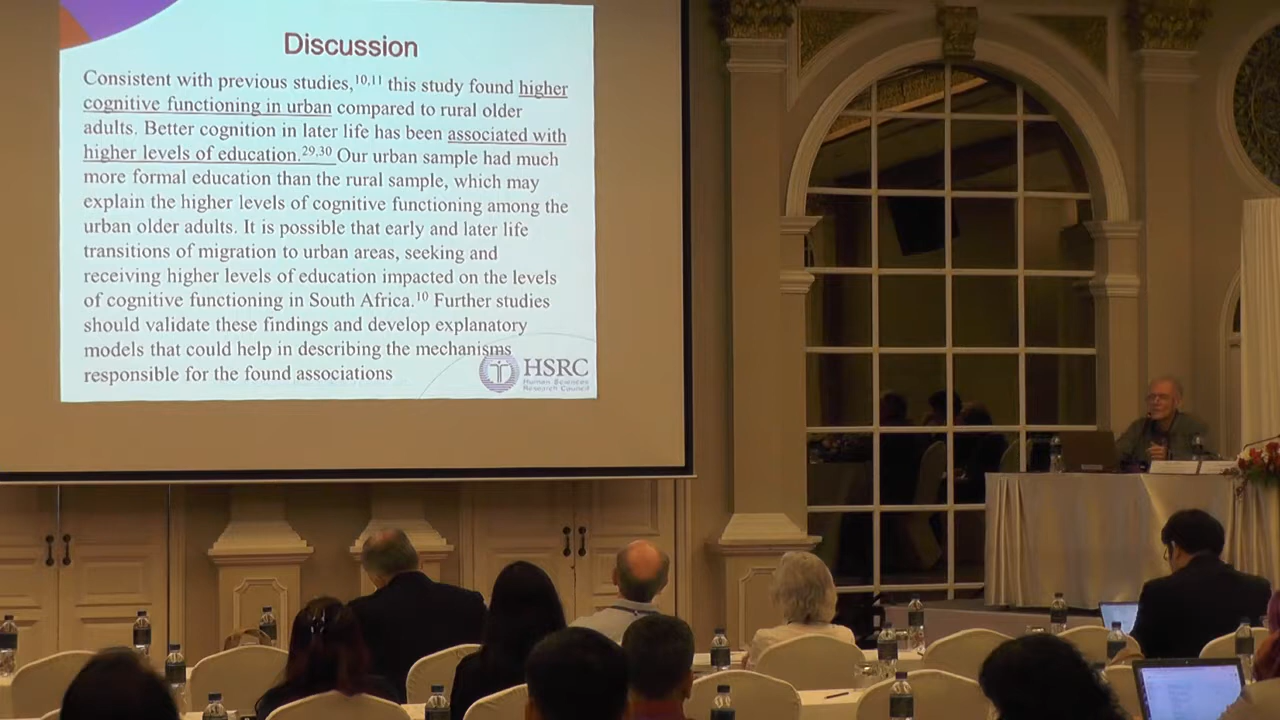 Discussion
Consistent with previous studies,10,11 this study found higher
cognitive functioning in urban compared to rural older
adults. Better cognition in later life has been associated with
higher levels of education.29,30 Our urban sample had much
more formal education than the rural sample, which may
explain the higher levels of cognitive functioning among the
urban older adults. It is possible that early and later life
transitions of migration to urban areas, seeking and
receiving higher levels of education impacted on the levels
of cognitive functioning in South Africa.10 Further studies
should validate these findings and develop explanatory
models that could help in describing the mechanisms
responsible for the found associations
HSRC
Human Sciences
Research Council